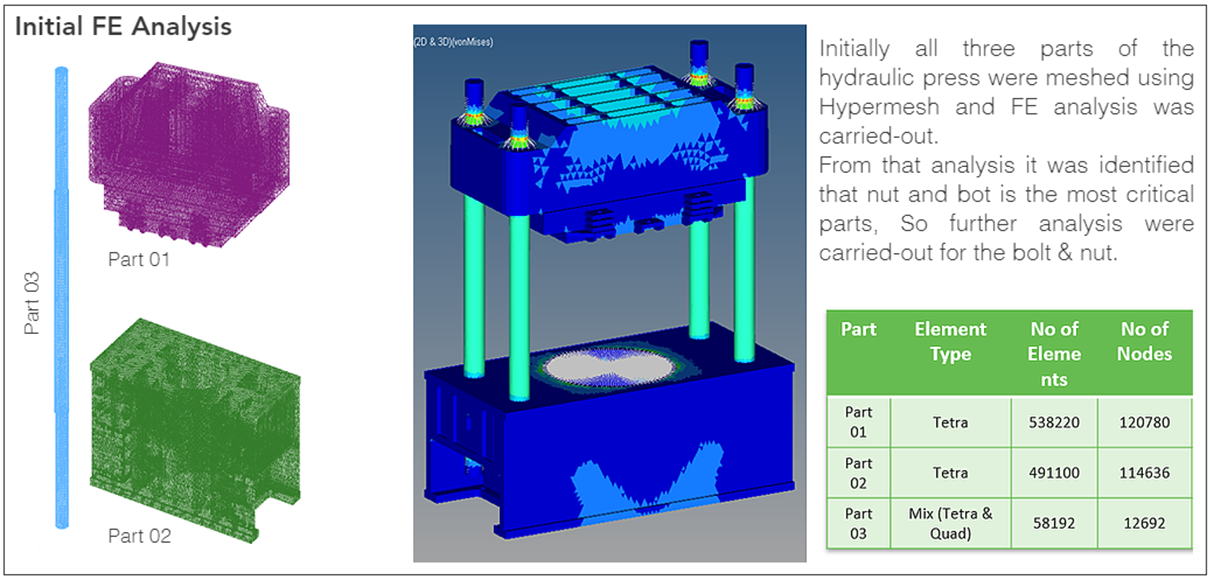 Initial FE Analysis
Part 03
Part 01
Part 02
(2D & 3D)(vonMises)
Initially all three parts of the
hydraulic press were meshed using
Hypermesh and FE analysis was
carried-out.
From that analysis it was identified
that nut and bot is the most critical
parts, So further analysis were
carried-out for the bolt & nut.
Part Element No of No of
Type Eleme Nodes
nts
Part
01 Tetra 538220 120780
Part
02 Tetra 491100 114636
Part Mix (Tetra &
03 Quad) 58192 12692